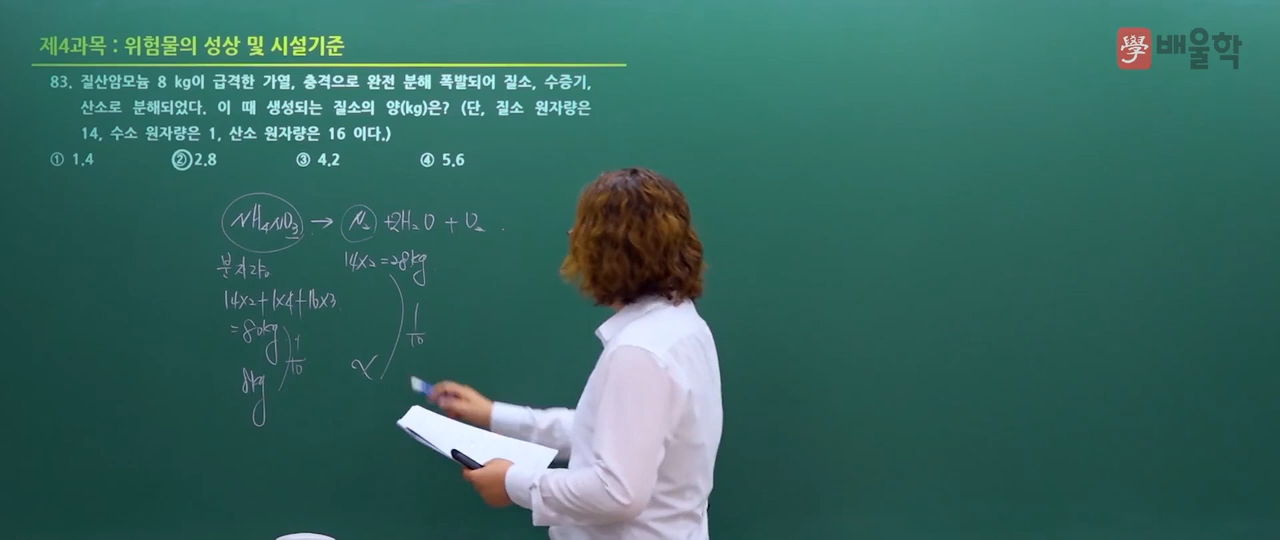 제4과목 : 위험물의 성상 및 시설기준
學 배울학
83. 질산암모늄 8 kg이 급격한 가열, 충격으로 완전 분해 폭발되어 질소, 수증기,
산소로 분해되었다. 이 때 생성되는 질소의 양(kg)은? (단, 질소 원자량은
14, 수소 원자량은 1, 산소 원자량은 16 이다.)
① 1.4 ② 2.8 ③ 4.2 ④ 5.6
NH₄NO₃ → N₂ + 2H₂O + O₂
분자량 14×2=28kg
14×2+1×4+16×3
=80kg 1/10 1/10
8kg x